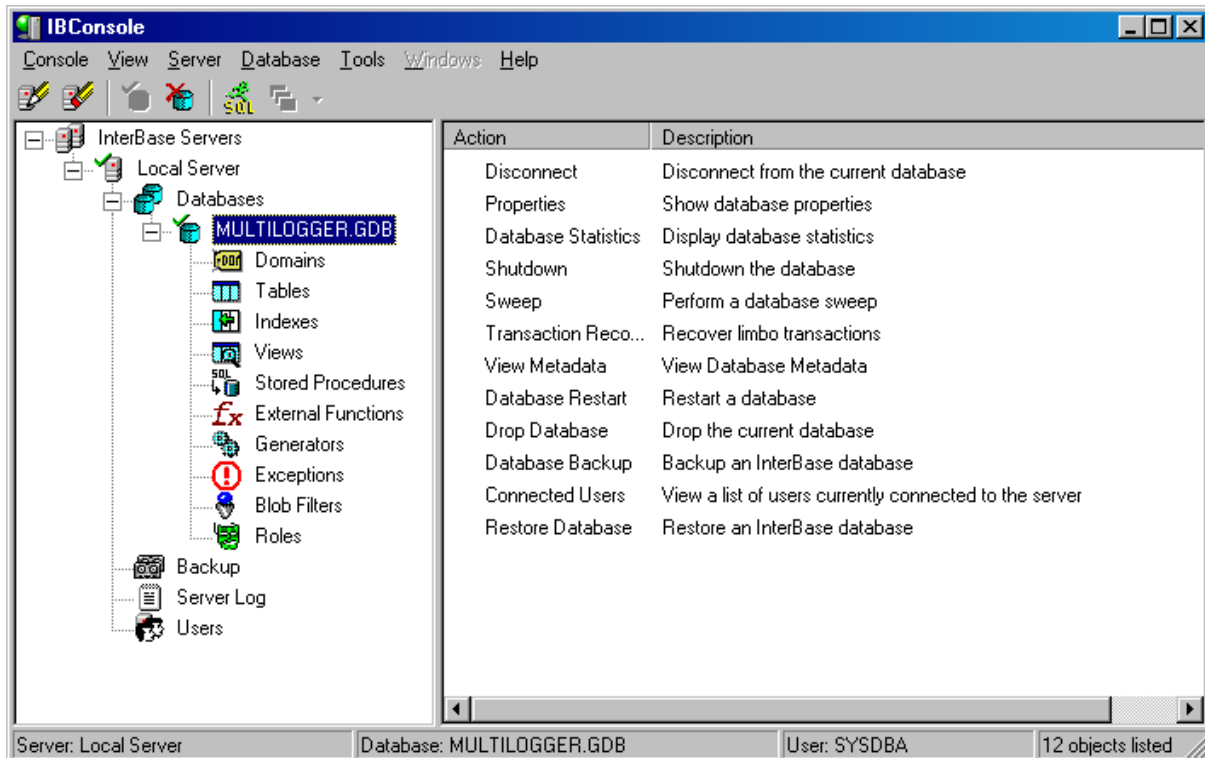 IBConsole
Console View Server Database Tools Windows Help
SQL
InterBase Servers
Local Server
Databases
MULTILOGGER.GDB
Domains
Tables
Indexes
Views
SQL
Stored Procedures
fx
External Functions
Generators
Exceptions
Blob Filters
Roles
Backup
Server Log
Users
Action Description
Disconnect Disconnect from the current database
Properties Show database properties
Database Statistics Display database statistics
Shutdown Shutdown the database
Sweep Perform a database sweep
Transaction Reco... Recover limbo transactions
View Metadata View Database Metadata
Database Restart Restart a database
Drop Database Drop the current database
Database Backup Backup an InterBase database
Connected Users View a list of users currently connected to the server
Restore Database Restore an InterBase database
Server: Local Server Database: MULTILOGGER.GDB User: SYSDBA 12 objects listed